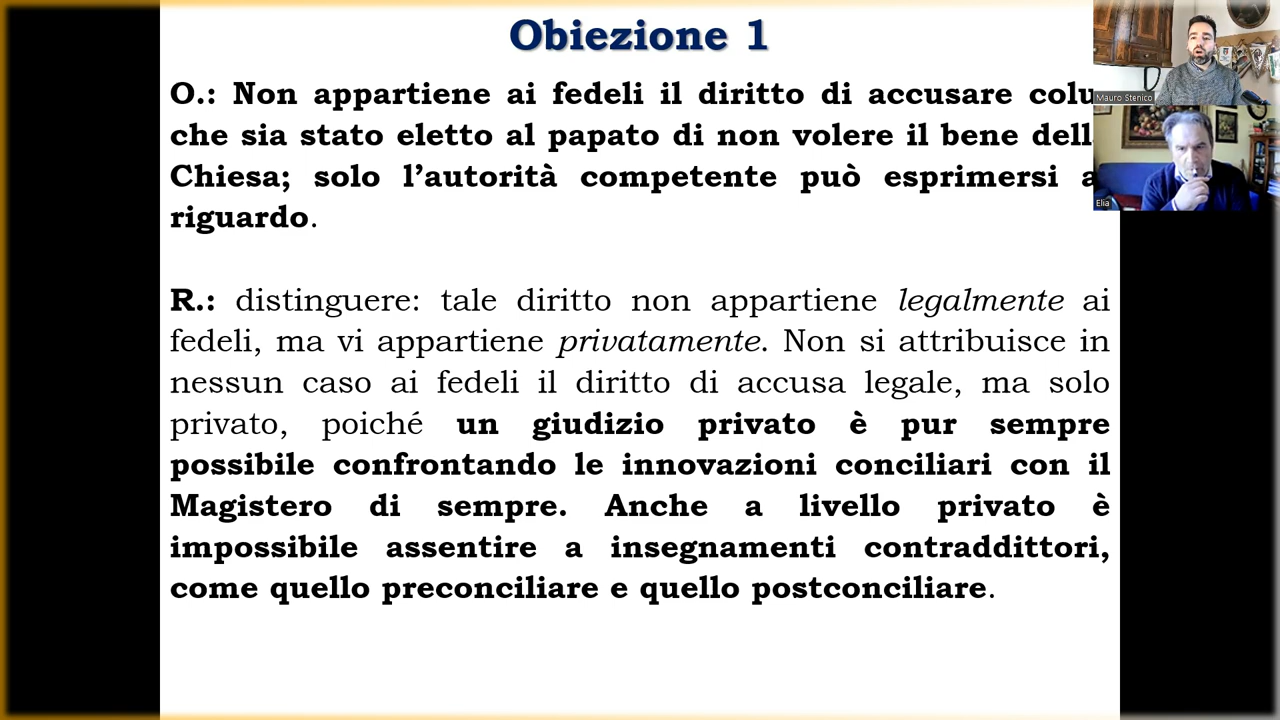 Obiezione 1
O.: Non appartiene ai fedeli il diritto di accusare
che sia stato eletto al papato di non volere il bene
Chiesa; solo l’autorità competente può esprimersi
riguardo.
R.: distinguere: tale diritto non appartiene legalmente ai
fedeli, ma vi appartiene privatamente. Non si attribuisce in
nessun caso ai fedeli il diritto di accusa legale, ma solo
privato, poiché un giudizio privato è pur sempre
possibile confrontando le innovazioni conciliari con il
Magistero di sempre. Anche a livello privato è
impossibile assentire a insegnamenti contraddittori,
come quello preconciliare e quello postconciliare.
Mauro Stenico
Elia